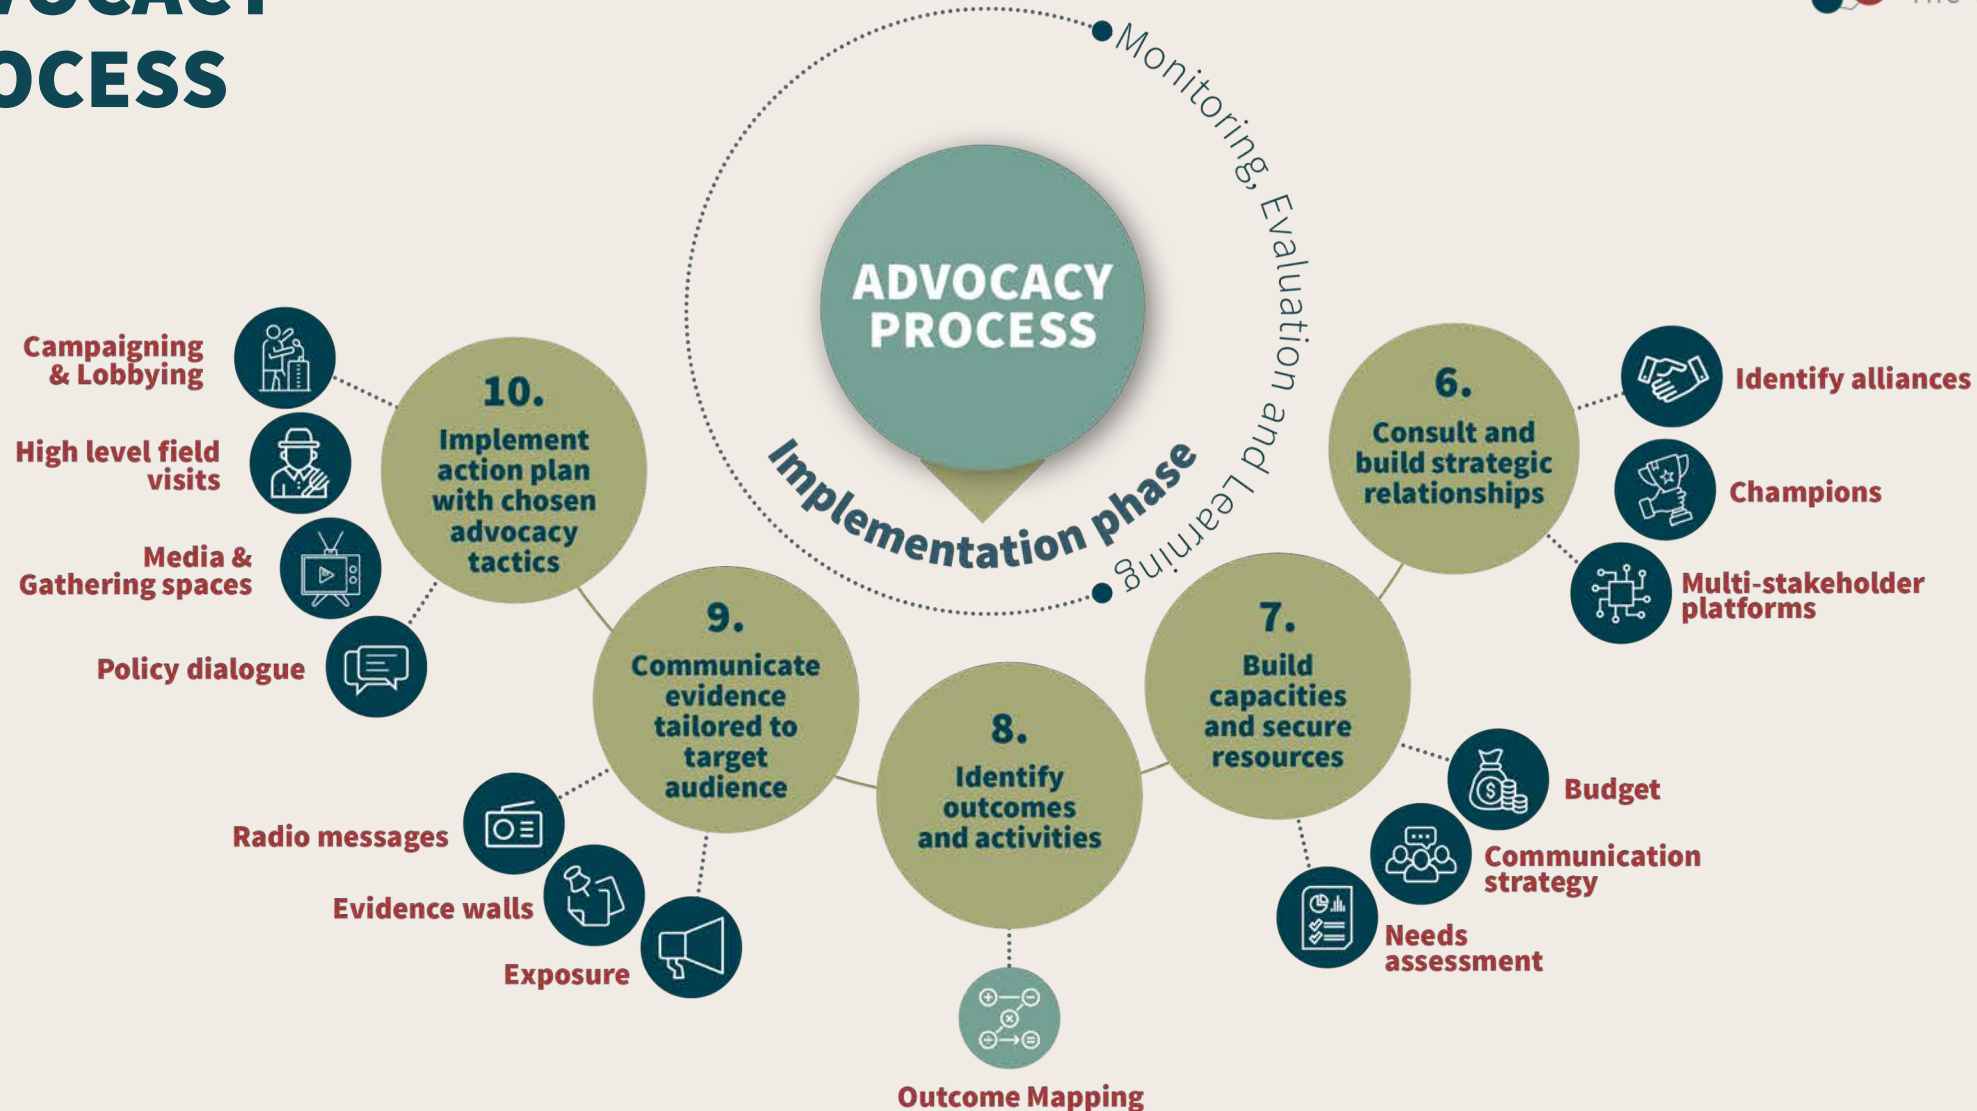 OCESS
Monitoring, Evaluation and Learning
ADVOCACY
PROCESS
Implementation phase
6.
Consult and
build strategic
relationships
Identify alliances
Champions
Multi-stakeholder
platforms
7.
Build
capacities
and secure
resources
Budget
Communication
strategy
Needs
assessment
8.
Identify
outcomes
and activities
Outcome Mapping
9.
Communicate
evidence
tailored to
target
audience
Radio messages
Evidence walls
Exposure
10.
Implement
action plan
with chosen
advocacy
tactics
Campaigning
& Lobbying
High level field
visits
Media &
Gathering spaces
Policy dialogue